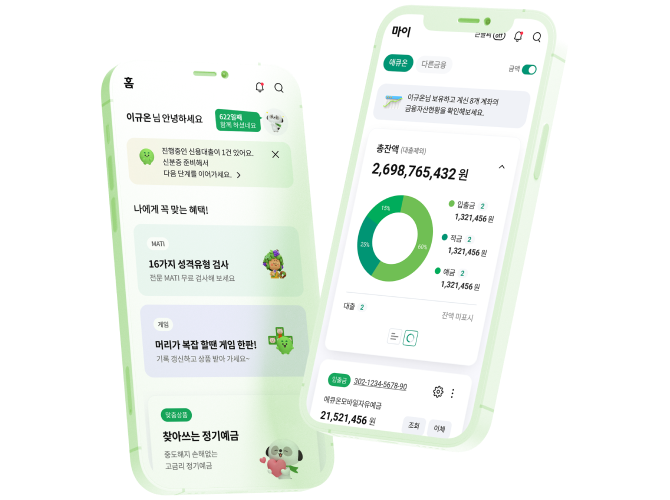 홈
이규온 님 안녕하세요
622일째
함께 하셨네요
진행중인 신용대출이 1건 있어요.
신분증 준비해서
다음 단계를 이어가세요.
나에게 꼭 맞는 혜택!
MATI
16가지 성격유형 검사
전문 MATI 무료 검사해 보세요
게임
머리가 복잡 할땐 게임 한판!
기록 갱신하고 상품 받아 가세요~
맞춤상품
찾아쓰는 정기예금
중도해지 손해없는
고금리 정기예금
마이
off
애큐온
다른금융
금액
이규온님 보유하고 계신 8개 계좌의
금융자산현황을 확인해보세요.
총잔액 (대출제외)
2,698,765,432 원
15%
25%
60%
입출금 2
1,321,456 원
적금 2
1,321,456 원
예금 2
1,321,456 원
대출 2
잔액 미표시
입출금 302-1234-5678-90
애큐온모바일자유예금
21,521,456 원
조회
이체